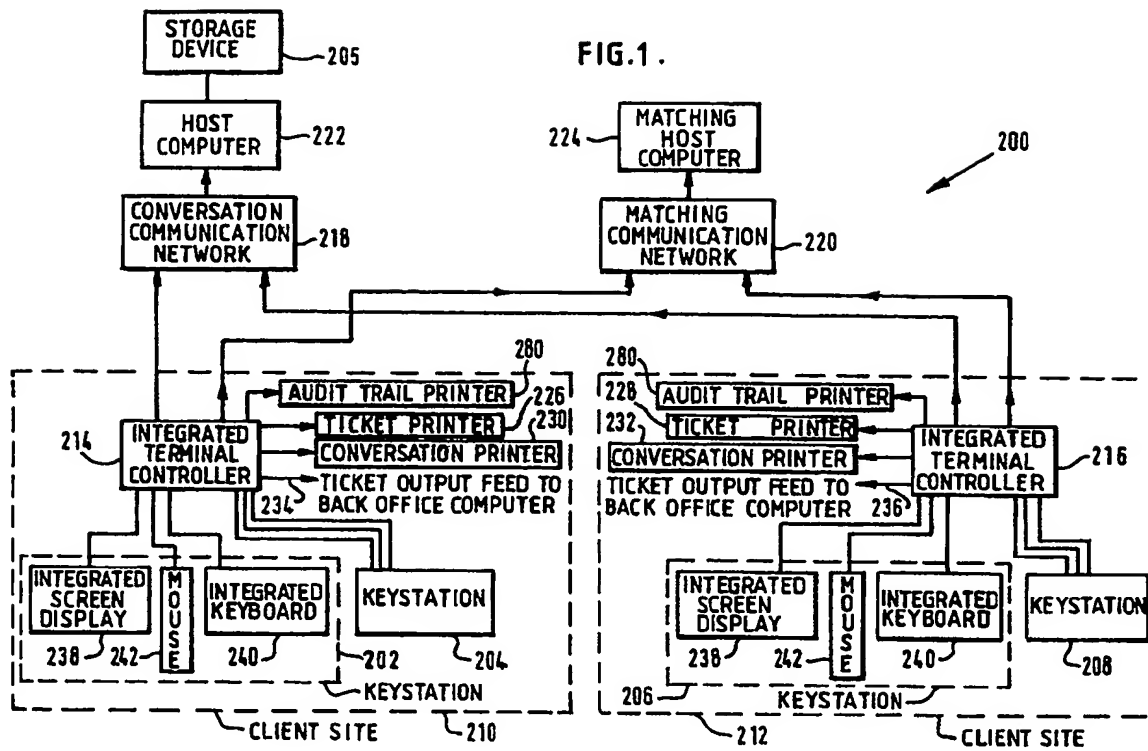 STORAGE
DEVICE
205
FIG.1.
HOST
COMPUTER
222
224
MATCHING
HOST
COMPUTER
200
CONVERSATION
COMMUNICATION
NETWORK
218
MATCHING
COMMUNICATION
NETWORK
220
280
AUDIT TRAIL PRINTER
226
TICKET PRINTER
230
CONVERSATION PRINTER
214
INTEGRATED
TERMINAL
CONTROLLER
234
TICKET OUTPUT FEED TO
BACK OFFICE COMPUTER
INTEGRATED
SCREEN
DISPLAY
238
MOUSE
242
INTEGRATED
KEYBOARD
240
202
KEYSTATION
204
KEYSTATION
CLIENT SITE
210
280
AUDIT TRAIL PRINTER
228
TICKET PRINTER
232
CONVERSATION PRINTER
INTEGRATED
TERMINAL
CONTROLLER
216
TICKET OUTPUT FEED TO
BACK OFFICE COMPUTER
236
INTEGRATED
SCREEN
DISPLAY
238
MOUSE
242
INTEGRATED
KEYBOARD
240
KEYSTATION
208
206
KEYSTATION
212
CLIENT SITE